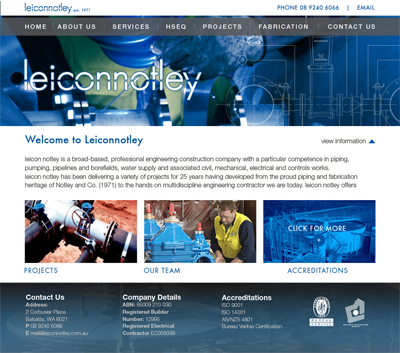 leiconnotley est. 1971
PHONE 08 9240 6066 | EMAIL
HOME ABOUT US SERVICES HSEQ PROJECTS FABRICATION CONTACT US
leiconnotley
Welcome to Leiconnotley
view information
leicon notley is a broad-based, professional engineering construction company with a particular competence in piping,
pumping, pipelines and borefields, water supply and associated civil, mechanical, electrical and controls works.
leicon notley has been delivering a variety of projects for 25 years having developed from the proud piping and fabrication
heritage of Notley and Co. (1971) to the hands on multidiscipline engineering contractor we are today, leicon notley offers
CLICK FOR MORE
PROJECTS OUR TEAM ACCREDITATIONS
Contact Us
Address:
2 Corbusier Place
Balcatta, WA 6021
P 08 9240 6066
E mail@leiconnotley.com.au
Company Details
ABN: 95009 213 030
Registered Builder
Number: 12966
Registered Electrical
Contractor EC009099
Accreditations
ISO 9001
ISO 14001
AS/NZS 4801
Bureau Veritas Certification